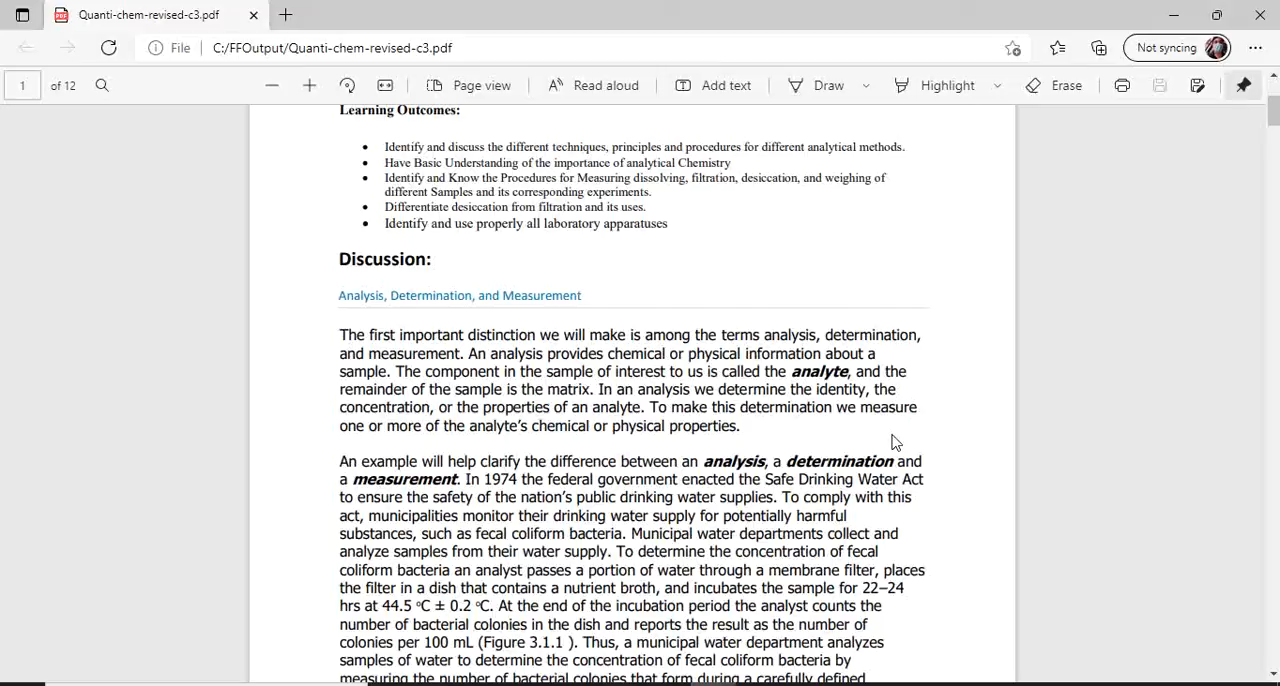 Quanti-chem-revised-c3.pdf
File C:/FFOutput/Quanti-chem-revised-c3.pdf Not syncing
1 of 12 Page view Read aloud Add text Draw Highlight Erase
Learning Outcomes:
• Identify and discuss the different techniques, principles and procedures for different analytical methods.
• Have Basic Understanding of the importance of analytical Chemistry
• Identify and Know the Procedures for Measuring dissolving, filtration, desiccation, and weighing of
different Samples and its corresponding experiments.
• Differentiate desiccation from filtration and its uses.
• Identify and use properly all laboratory apparatuses
Discussion:
Analysis, Determination, and Measurement
The first important distinction we will make is among the terms analysis, determination,
and measurement. An analysis provides chemical or physical information about a
sample. The component in the sample of interest to us is called the analyte, and the
remainder of the sample is the matrix. In an analysis we determine the identity, the
concentration, or the properties of an analyte. To make this determination we measure
one or more of the analyte's chemical or physical properties.
An example will help clarify the difference between an analysis, a determination and
a measurement. In 1974 the federal government enacted the Safe Drinking Water Act
to ensure the safety of the nation's public drinking water supplies. To comply with this
act, municipalities monitor their drinking water supply for potentially harmful
substances, such as fecal coliform bacteria. Municipal water departments collect and
analyze samples from their water supply. To determine the concentration of fecal
coliform bacteria an analyst passes a portion of water through a membrane filter, places
the filter in a dish that contains a nutrient broth, and incubates the sample for 22–24
hrs at 44.5 °C ± 0.2 °C. At the end of the incubation period the analyst counts the
number of bacterial colonies in the dish and reports the result as the number of
colonies per 100 mL (Figure 3.1.1 ). Thus, a municipal water department analyzes
samples of water to determine the concentration of fecal coliform bacteria by
measuring the number of bacterial colonies that form during a carefully defined